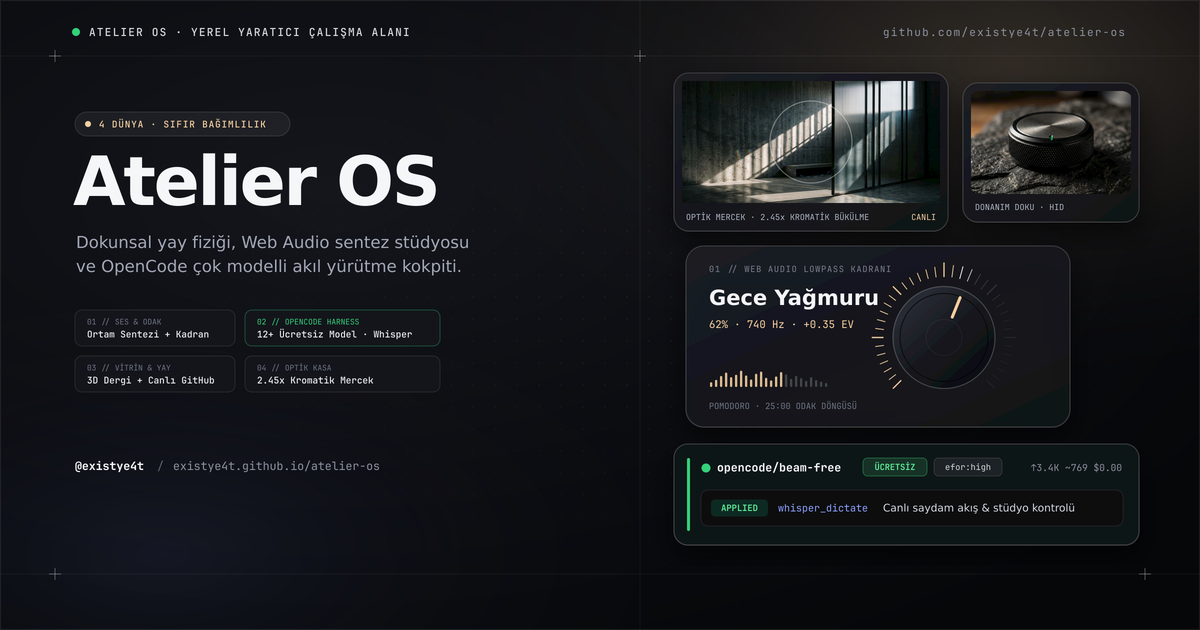 ATELIER OS · YEREL YARATICI ÇALIŞMA ALANI
github.com/existye4t/atelier-os
4 DÜNYA · SIFIR BAĞIMLILIK
Atelier OS
Dokunsal yay fiziği, Web Audio sentez stüdyosu
ve OpenCode çok modelli akıl yürütme kokpiti.
01 // SES & ODAK
Ortam Sentezi + Kadran
02 // OPENCODE HARNESS
12+ Ücretsiz Model · Whisper
03 // VİTRİN & YAY
3D Dergi + Canlı GitHub
04 // OPTİK KASA
2.45x Kromatik Mercek
@existye4t / existye4t.github.io/atelier-os
OPTİK MERCEK · 2.45x KROMATİK BÜKÜLME CANLI
DONANIM DOKU · HID
01 // WEB AUDIO LOWPASS KADRANI
Gece Yağmuru
62% · 740 Hz · +0.35 EV
POMODORO · 25:00 ODAK DÖNGÜSÜ
opencode/beam-free ÜCRETSİZ efor:high ↑3.4K ~769 $0.00
APPLIED whisper_dictate Canlı saydam akış & stüdyo kontrolü